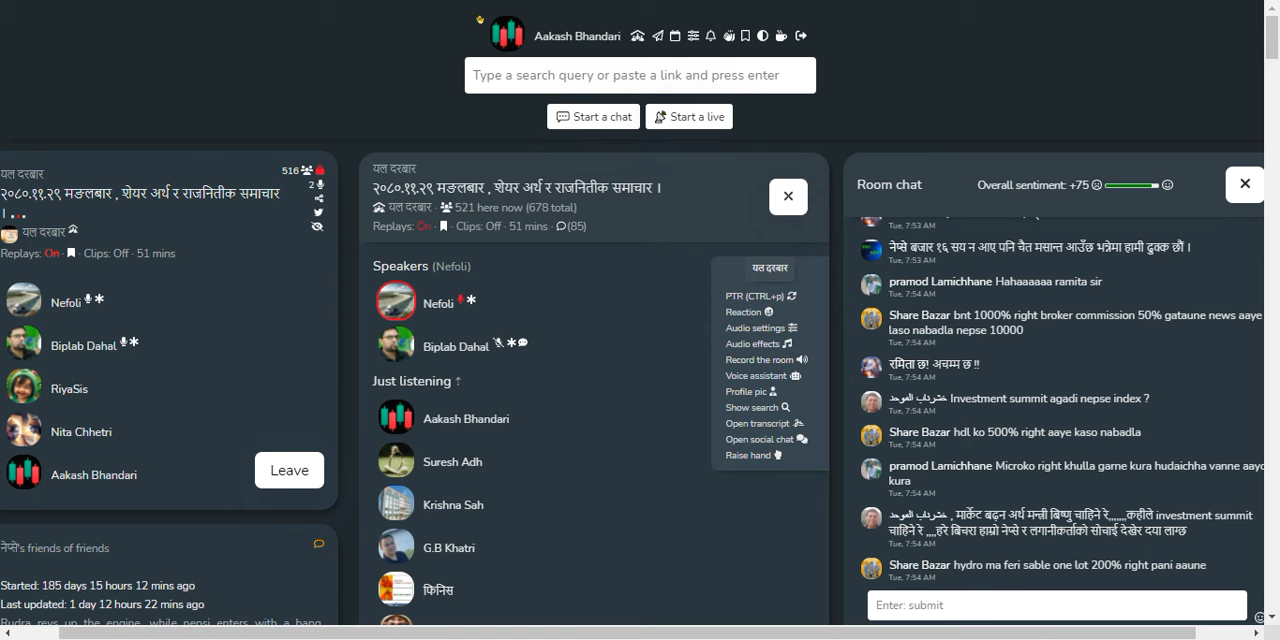 Aakash Bhandari
Type a search query or paste a link and press enter
Start a chat
Start a live
यल दरबार
516
२०८०.११.२९ मङलबार , शेयर अर्थ र राजनितीक समाचार
2
। . . .
यल दरबार
Replays: On · Clips: Off · 51 mins
Nefoli
Biplab Dahal
RiyaSis
Nita Chhetri
Aakash Bhandari
Leave
नेप्से's friends of friends
Started: 185 days 15 hours 12 mins ago
Last updated: 1 day 12 hours 22 mins ago
Rudra revs up the engine, while nepsi enters with a bang,
यल दरबार
२०८०.११.२९ मङलबार , शेयर अर्थ र राजनितीक समाचार ।
यल दरबार · 521 here now (678 total)
Replays: On · Clips: Off · 51 mins · (85)
Speakers (Nefoli)
Nefoli
Biplab Dahal
Just listening ↑
Aakash Bhandari
Suresh Adh
Krishna Sah
G.B Khatri
फिनिस
यल दरबार
PTR (CTRL+p)
Reaction
Audio settings
Audio effects
Record the room
Voice assistant
Profile pic
Show search
Open transcript
Open social chat
Raise hand
Room chat
Overall sentiment: +75
Tue, 7:53 AM
नेप्से बजार १६ सय न आए पनि चैत मसान्त आउँछ भन्नेमा हामी ढुक्क छौं ।
Tue, 7:53 AM
pramod Lamichhane Hahaaaaaa ramita sir
Tue, 7:54 AM
Share Bazar bnt 1000% right broker commission 50% gataune news aaye
laso nabadla nepse 10000
Tue, 7:54 AM
रमिता छ! अचम्म छ !!
Tue, 7:54 AM
Investment summit agadi nepse index ?
Tue, 7:54 AM
Share Bazar hdl ko 500% right aaye kaso nabadla
Tue, 7:54 AM
pramod Lamichhane Microko right khulla garne kura hudaichha vanne aayo
kura
Tue, 7:54 AM
मार्केट बढ्न अर्थ मन्त्री बिष्णु चाहिने रे,,,,,,,कहीले investment summit
चाहिने रे ,,,,हरे बिचरा हाम्रो नेप्से र लगानीकर्ताको सोचाई देखेर दया लाग्छ
Tue, 7:54 AM
Share Bazar hydro ma feri sable one lot 200% right pani aaune
Tue, 7:54 AM
Enter: submit